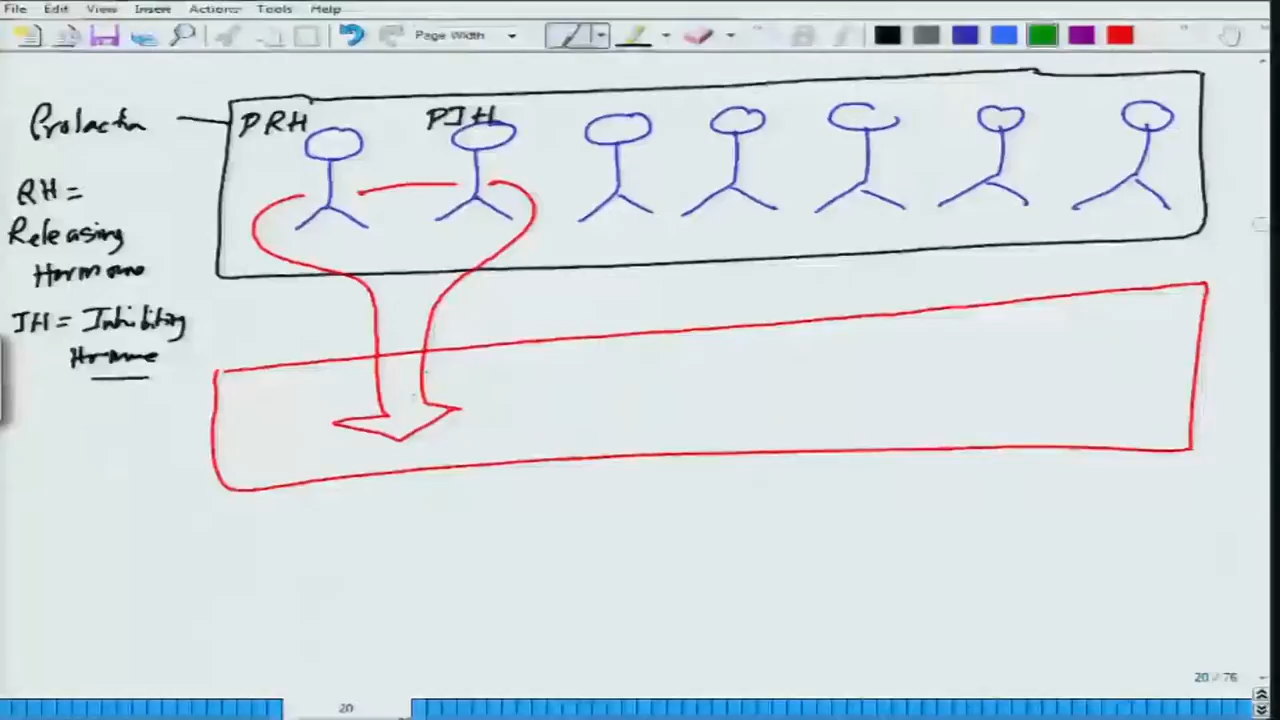 File Edit View Insert Actions Tools Help
Page Width
Prolactin
PRH
PIH
RH =
Releasing
Hormone
IH = Inhibiting
Hormone
20 / 76
20